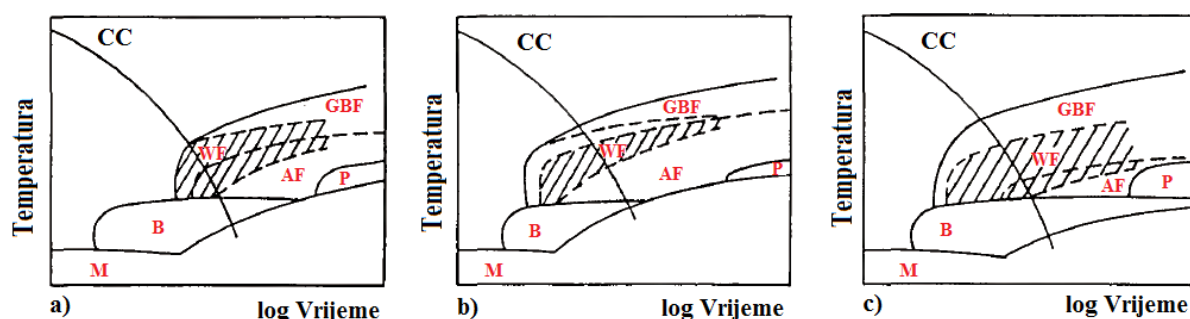 Temperatura
CC
GBF
WF
AF
P
B
M
a)
log Vrijeme
Temperatura
CC
GBF
WF
AF
P
B
M
b)
log Vrijeme
Temperatura
CC
GBF
WF
AF
P
B
M
c)
log Vrijeme